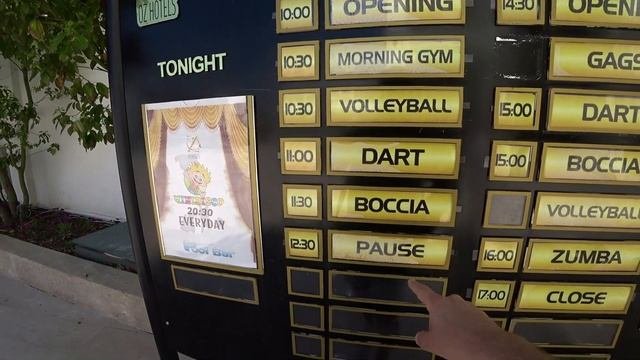 OZ HOTELS
TONIGHT
20:30
EVERYDAY
Pool Bar
10:00 OPENING
10:30 MORNING GYM
10:30 VOLLEYBALL
11:00 DART
11:30 BOCCIA
12:30 PAUSE
14:30 OPENI
GAGS
15:00 DART
15:00 BOCCIA
VOLLEYBAL
16:00 ZUMBA
17:00 CLOSE